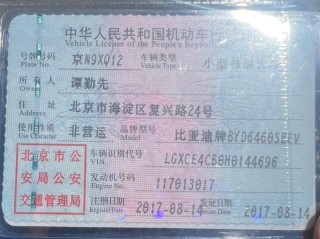 中华人民共和国机动车行
Vehicle License of the People's Republic
号牌号码 京N9XQ12 车辆类型 小型
Plate No. Vehicle Type
所有人 谭勤先
Owner
住址 北京市海淀区复兴路24号
Address
使用性质 非营运 品牌型号 比亚迪牌BYD6460SEEV
Use Character Model
北京市公安局公安交通管理局
车辆识别代号 LGXCE4CB0H0144696
VIN
发动机号码 117013017
Engine No.
注册日期 2017-08-14 发证日期 2017-08-14
Register Date Issue Date